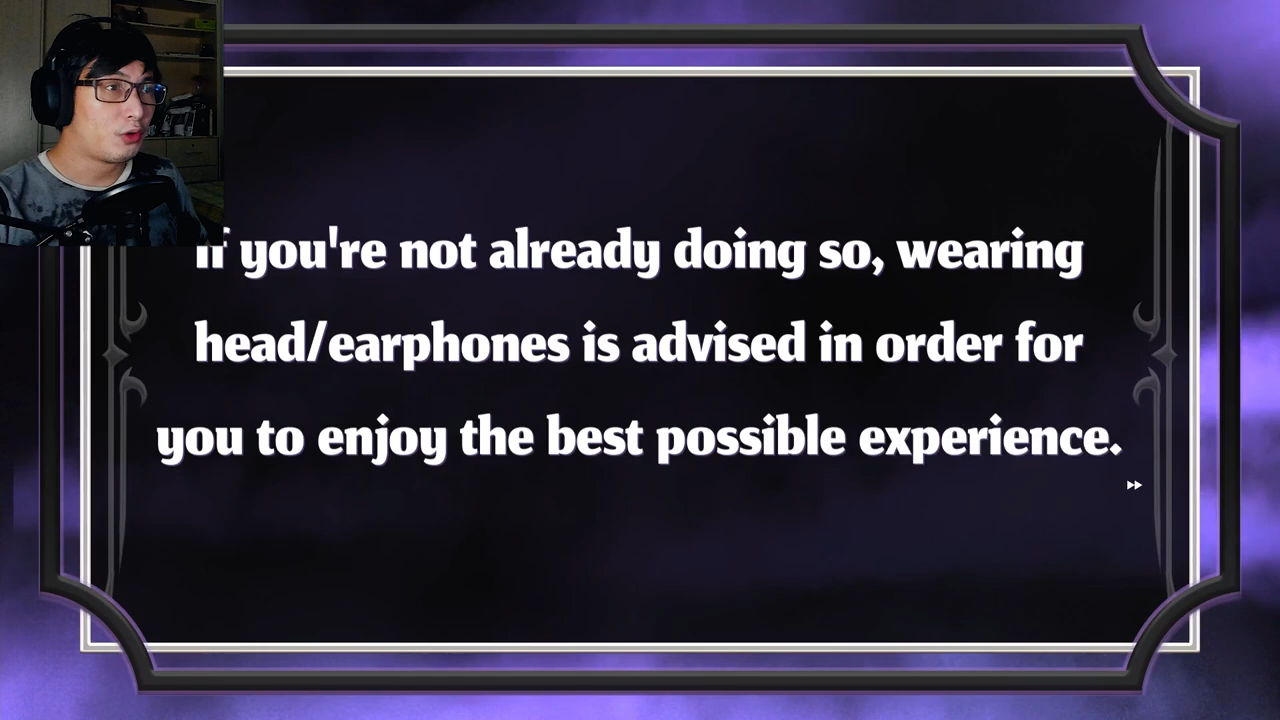 If you're not already doing so, wearing
head/earphones is advised in order for
you to enjoy the best possible experience.